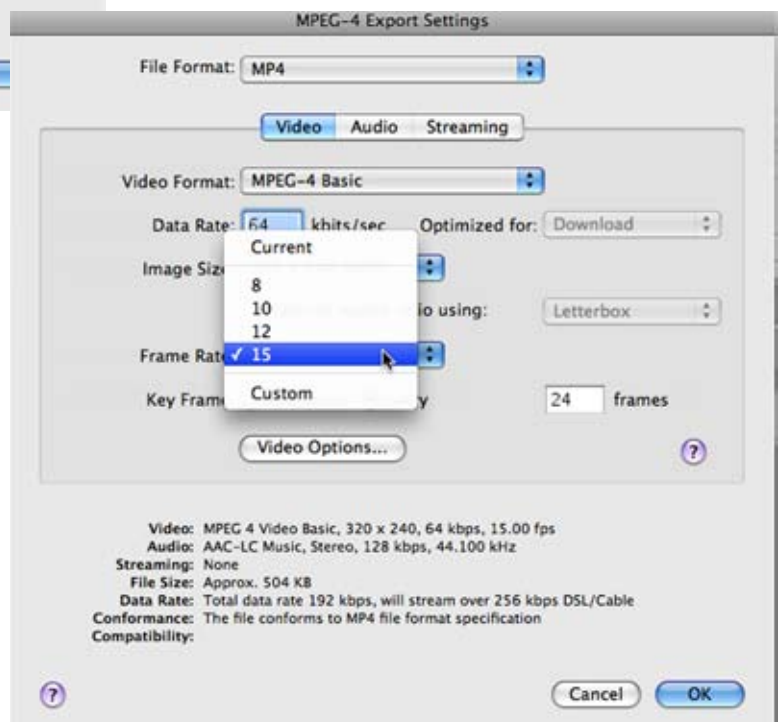 MPEG-4 Export Settings
File Format: MP4
Video Audio Streaming
Video Format: MPEG-4 Basic
Data Rate: 64 kbits/sec Optimized for: Download
Current
Image Siz
8
10
io using: Letterbox
12
Frame Rat ✓ 15
Custom
Key Fram y 24 frames
Video Options...
?
Video: MPEG 4 Video Basic, 320 x 240, 64 kbps, 15.00 fps
Audio: AAC-LC Music, Stereo, 128 kbps, 44.100 kHz
Streaming: None
File Size: Approx. 504 KB
Data Rate: Total data rate 192 kbps, will stream over 256 kbps DSL/Cable
Conformance: The file conforms to MP4 file format specification
Compatibility:
? Cancel OK